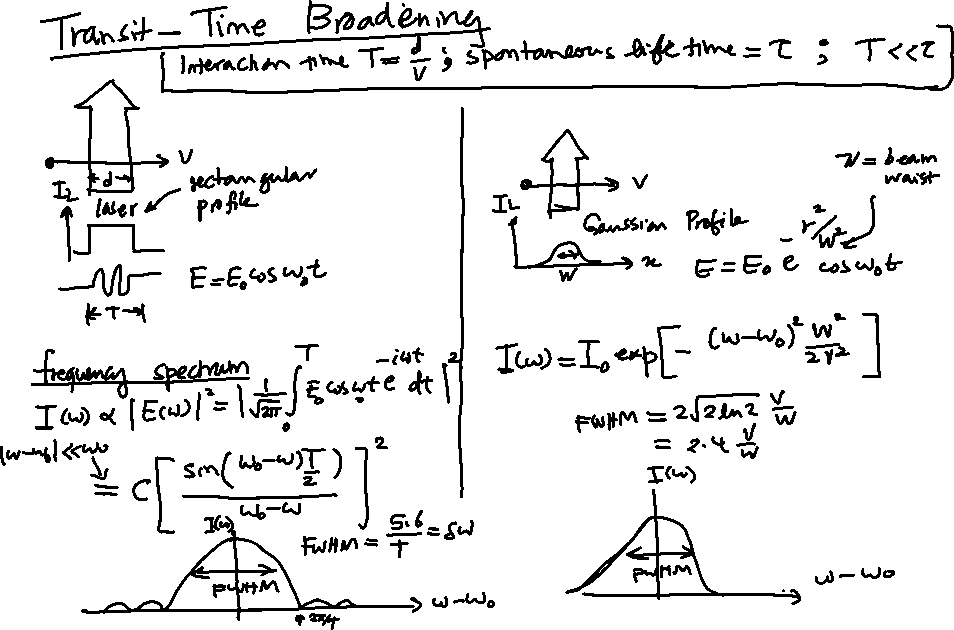 Transit-Time Broadening
Interaction time T = d/v ; spontaneous life time = τ ; T << τ
v
d
I_L
laser
rectangular
profile
E = E₀ cos ω₀t
T
frequency spectrum
I(ω) ∝ |E(ω)|² = |1/√2π ∫₀ᵀ E₀ cos ω₀t e^(-iωt) dt|²
|ω-ω₀| << ω₀
= C [ sin((ω₀-ω)T/2) / (ω₀-ω) ]²
FWHM = 5.6/T = δω
I(ω)
FWHM
ω-ω₀
v
I_L
w = beam
waist
Gaussian Profile
w
x
E = E₀ e^(-r²/w²) cos ω₀t
I(ω) = I₀ exp[ -(ω-ω₀)² w²/2v² ]
FWHM = 2√2ln2 v/w
= 2.4 v/w
I(ω)
FWHM
ω-ω₀